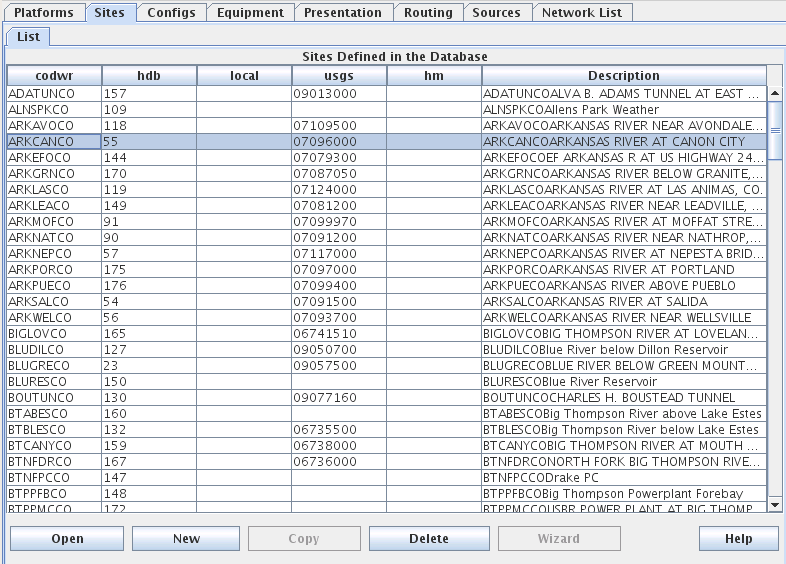 Platforms Sites Configs Equipment Presentation Routing Sources Network List
List
Sites Defined in the Database
codwr hdb local usgs hm Description
ADATUNCO 157 09013000 ADATUNCOALVA B. ADAMS TUNNEL AT EAST ...
ALNSPKCO 109 ALNSPKCOAllens Park Weather
ARKAVOCO 118 07109500 ARKAVOCOARKANSAS RIVER NEAR AVONDALE...
ARKCANCO 55 07096000 ARKCANCOARKANSAS RIVER AT CANON CITY
ARKEFOCO 144 07079300 ARKEFOCOEF ARKANSAS R AT US HIGHWAY 24...
ARKGRNCO 170 07087050 ARKGRNCOARKANSAS RIVER BELOW GRANITE,...
ARKLASCO 119 07124000 ARKLASCOARKANSAS RIVER AT LAS ANIMAS, CO.
ARKLEACO 149 07081200 ARKLEACOARKANSAS RIVER NEAR LEADVILLE, ...
ARKMOFCO 91 07099970 ARKMOFCOARKANSAS RIVER AT MOFFAT STRE...
ARKNATCO 90 07091200 ARKNATCOARKANSAS RIVER NEAR NATHROP,...
ARKNEPCO 57 07117000 ARKNEPCOARKANSAS RIVER AT NEPESTA BRID...
ARKPORCO 175 07097000 ARKPORCOARKANSAS RIVER AT PORTLAND
ARKPUECO 176 07099400 ARKPUECOARKANSAS RIVER ABOVE PUEBLO
ARKSALCO 54 07091500 ARKSALCOARKANSAS RIVER AT SALIDA
ARKWELCO 56 07093700 ARKWELCOARKANSAS RIVER NEAR WELLSVILLE
BIGLOVCO 165 06741510 BIGLOVCOBIG THOMPSON RIVER AT LOVELAN...
BLUDILCO 127 09050700 BLUDILCOBlue River below Dillon Reservoir
BLUGRECO 23 09057500 BLUGRECOBLUE RIVER BELOW GREEN MOUNT...
BLURESCO 150 BLURESCOBlue River Reservoir
BOUTUNCO 130 09077160 BOUTUNCOCHARLES H. BOUSTEAD TUNNEL
BTABESCO 160 BTABESCOBig Thompson River above Lake Estes
BTBLESCO 132 06735500 BTBLESCOBig Thompson River below Lake Estes
BTCANYCO 159 06738000 BTCANYCOBIG THOMPSON RIVER AT MOUTH ...
BTNFDRCO 167 06736000 BTNFDRCONORTH FORK BIG THOMPSON RIVE...
BTNFPCCO 147 BTNFPCCODrake PC
BTPPFBCO 148 BTPPFBCOBig Thompson Powerplant Forebay
BTPPMCCO 172 BTPPMCCOUSBR POWER PLANT AT BIG THOMP...
Open New Copy Delete Wizard Help